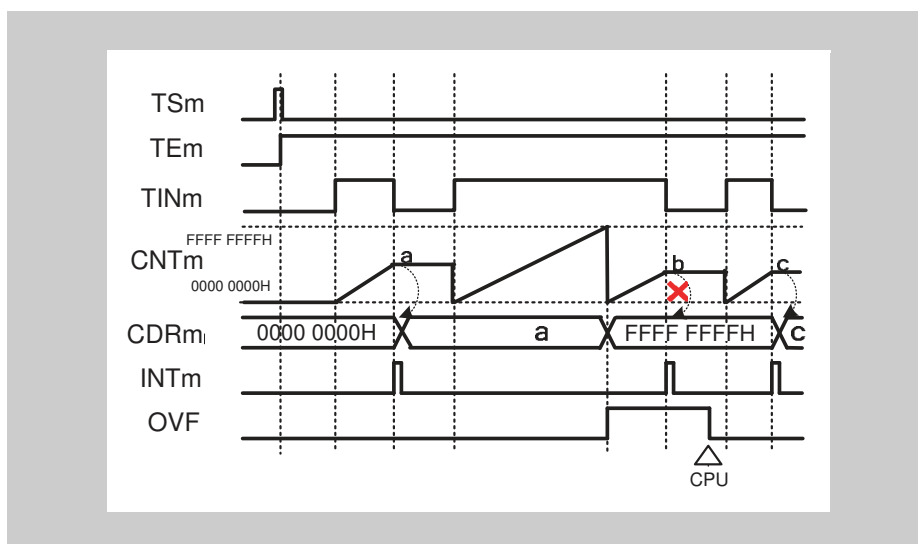 TSm
TEm
TINm
FFFF FFFFH
CNTm
0000 0000H
a
b
c
CDRm
0000 0000H
a
FFFF FFFFH
c
INTm
OVF
CPU